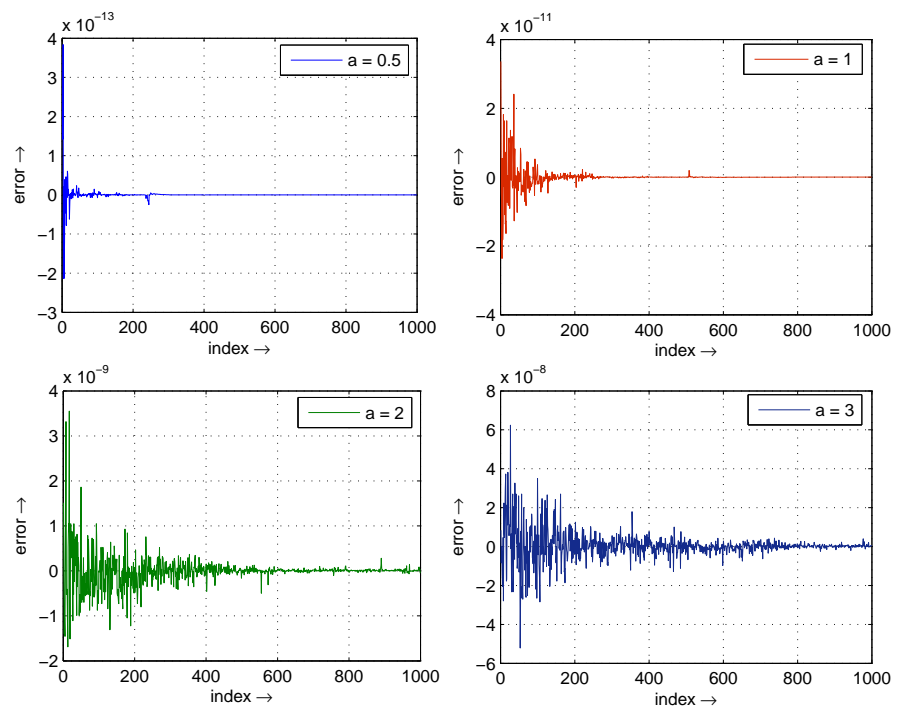 x 10−13
4
3
2
1
0
−1
−2
−3
error →
a = 0.5
0 200 400 600 800 1000
index →
x 10−11
4
2
0
−2
−4
error →
a = 1
0 200 400 600 800 1000
index →
x 10−9
4
3
2
1
0
−1
−2
error →
a = 2
0 200 400 600 800 1000
index →
x 10−8
8
6
4
2
0
−2
−4
−6
error →
a = 3
0 200 400 600 800 1000
index →